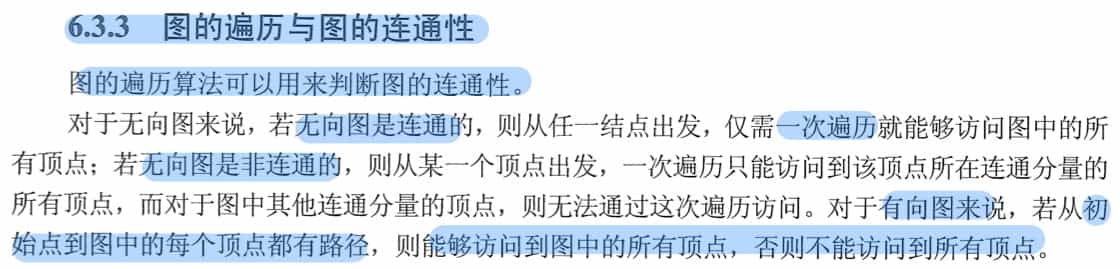 6.3.3 图的遍历与图的连通性
图的遍历算法可以用来判断图的连通性。
对于无向图来说，若无向图是连通的，则从任一结点出发，仅需一次遍历就能够访问图中的所
有顶点；若无向图是非连通的，则从某一个顶点出发，一次遍历只能访问到该顶点所在连通分量的
所有顶点，而对于图中其他连通分量的顶点，则无法通过这次遍历访问。对于有向图来说，若从初
始点到图中的每个顶点都有路径，则能够访问到图中的所有顶点，否则不能访问到所有顶点。